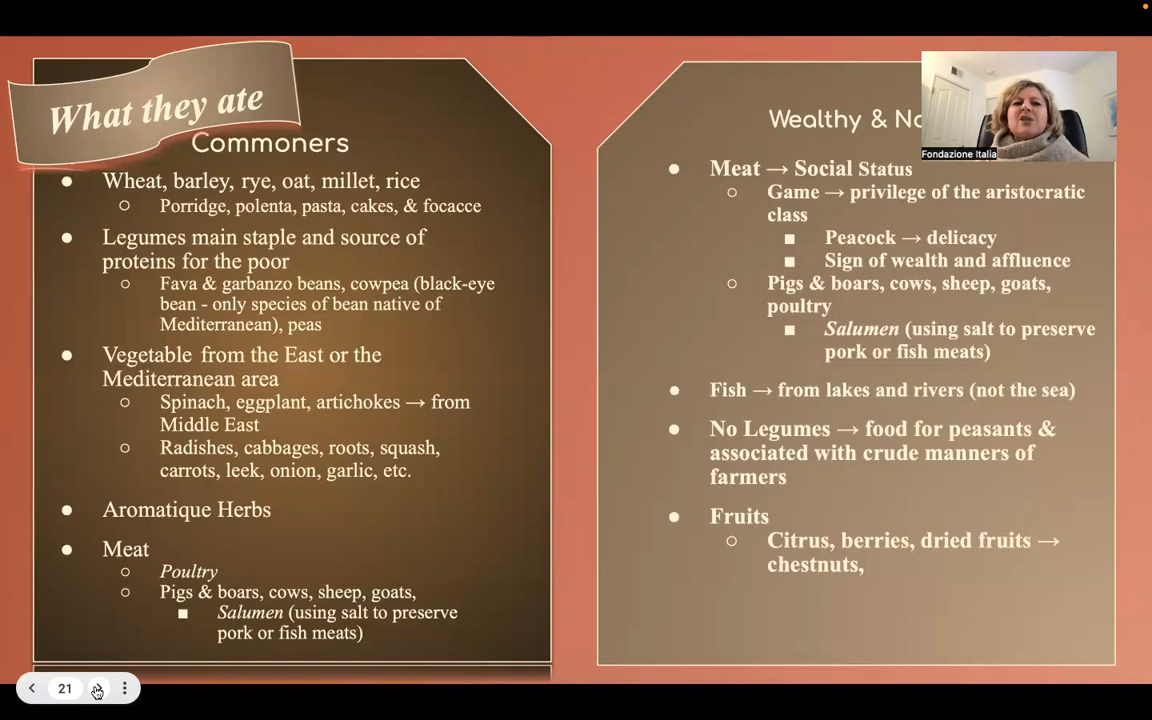 What they ate
Commoners
● Wheat, barley, rye, oat, millet, rice
○ Porridge, polenta, pasta, cakes, & focacce
● Legumes main staple and source of
proteins for the poor
○ Fava & garbanzo beans, cowpea (black-eye
bean - only species of bean native of
Mediterranean), peas
● Vegetable from the East or the
Mediterranean area
○ Spinach, eggplant, artichokes → from
Middle East
○ Radishes, cabbages, roots, squash,
carrots, leek, onion, garlic, etc.
● Aromatique Herbs
● Meat
○ Poultry
○ Pigs & boars, cows, sheep, goats,
■ Salumen (using salt to preserve
pork or fish meats)
Wealthy &
● Meat → Social Status
○ Game → privilege of the aristocratic
class
■ Peacock → delicacy
■ Sign of wealth and affluence
○ Pigs & boars, cows, sheep, goats,
poultry
■ Salumen (using salt to preserve
pork or fish meats)
● Fish → from lakes and rivers (not the sea)
● No Legumes → food for peasants &
associated with crude manners of
farmers
● Fruits
○ Citrus, berries, dried fruits →
chestnuts,
Fondazione Italia
21